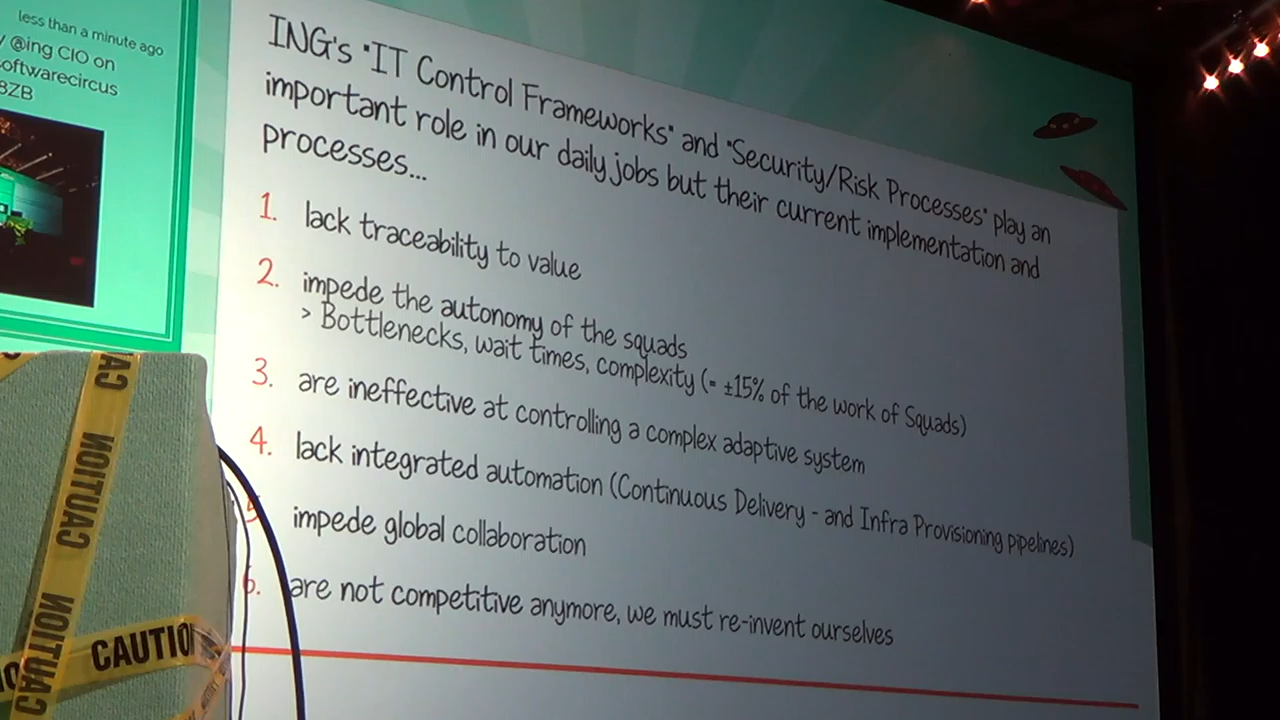 less than a minute ago
@ing CIO on
oftwarecircus
BZB
ING's "IT Control Frameworks" and "Security/Risk Processes" play an
important role in our daily jobs but their current implementation and
processes...
1. lack traceability to value
2. impede the autonomy of the squads
> Bottlenecks, wait times, complexity (= ±15% of the work of Squads)
3. are ineffective at controlling a complex adaptive system
4. lack integrated automation (Continuous Delivery - and Infra Provisioning pipelines)
5 impede global collaboration
6. are not competitive anymore, we must re-invent ourselves
CAUTION
CAUTION
CAUTIO